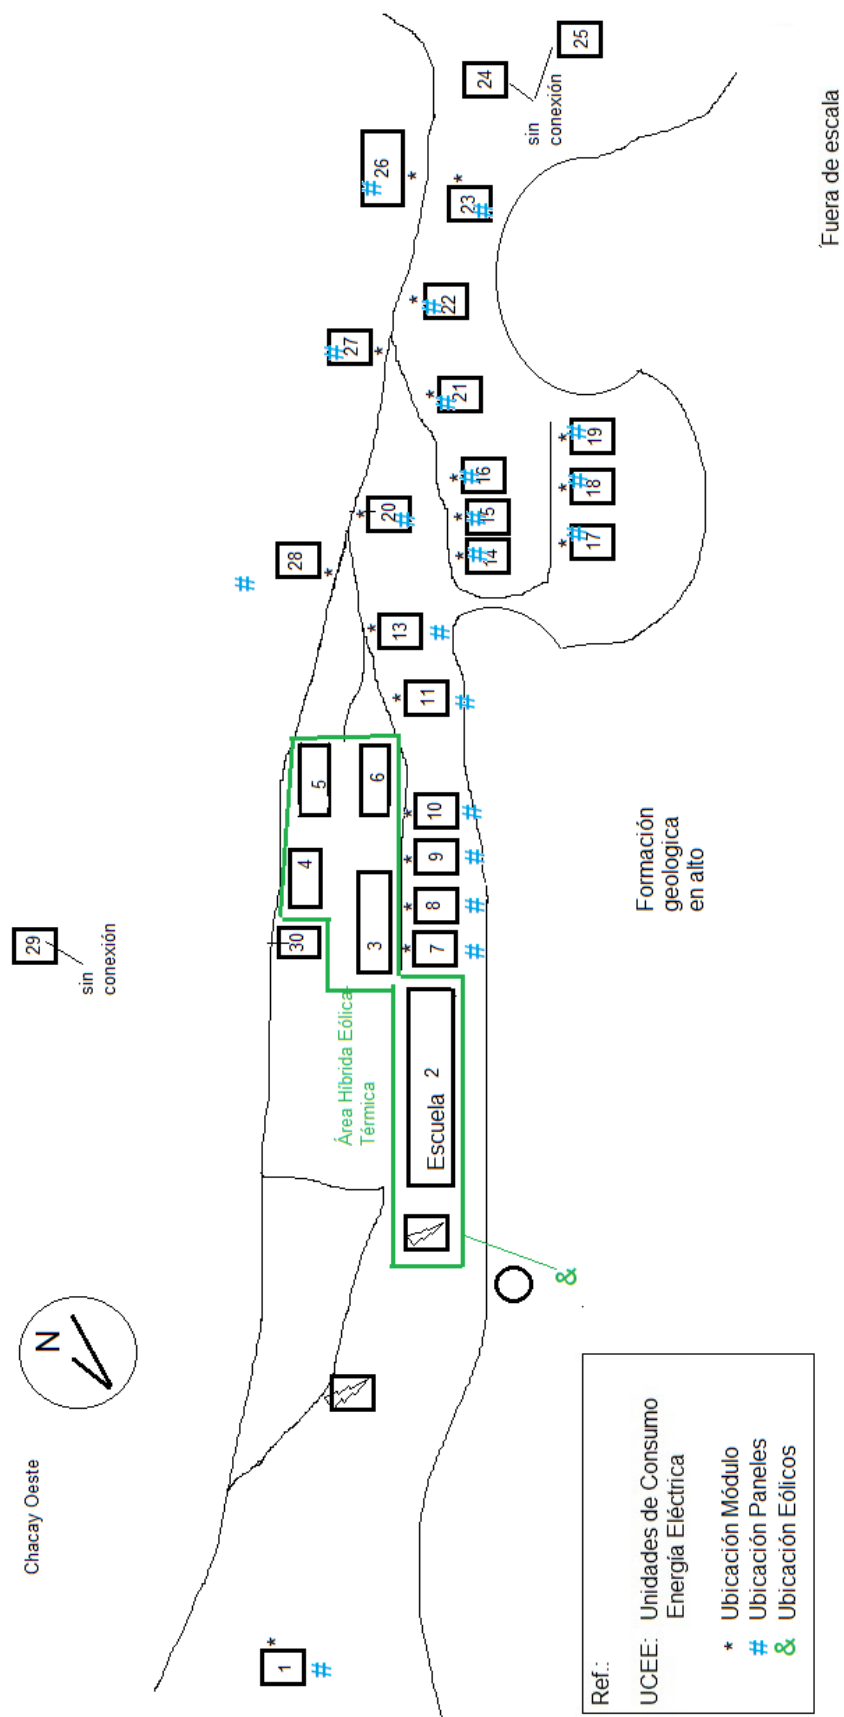 Chacay Oeste
N
29
sin
conexión
1
30
4
5
28
27
26
Área Híbrida Eólica-
Térmica
3
6
20
Escuela 2
7
8
9
10
11
13
14
15
16
21
22
23
24
25
sin
conexión
17
18
19
&
Formación
geologica
en alto
Fuera de escala
Ref.:
UCEE: Unidades de Consumo
Energía Eléctrica
* Ubicación Módulo
# Ubicación Paneles
& Ubicación Eólicos